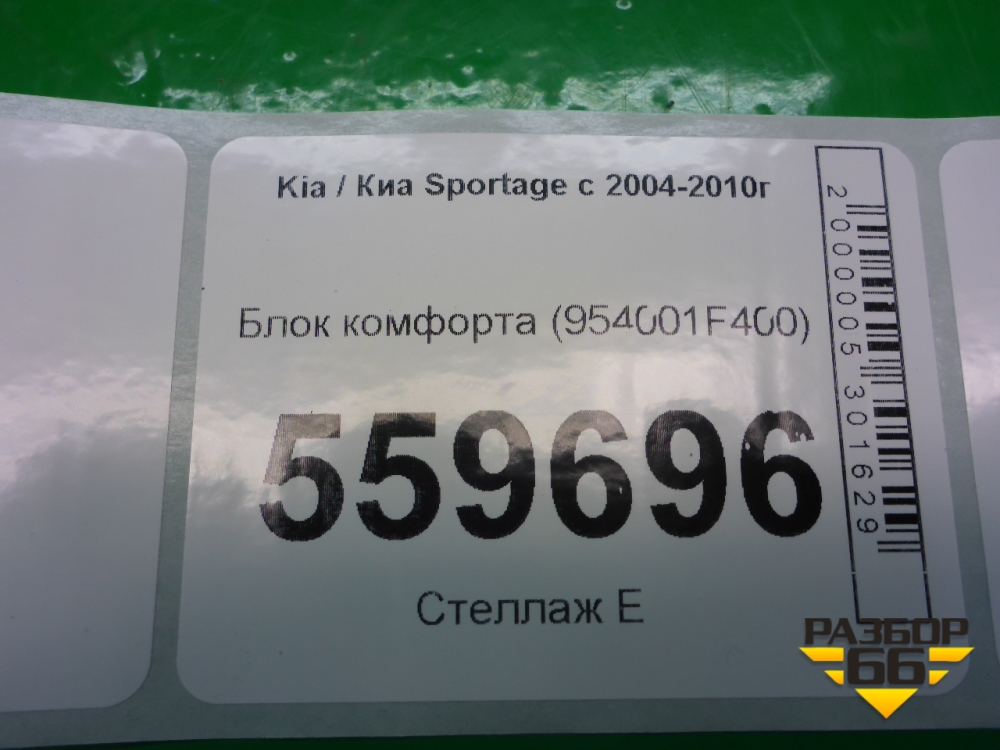 Kia / Киа Sportage с 2004-2010г
Блок комфорта (954001F400)
559696
Стеллаж Е
2000005301629
РАЗБОР
66